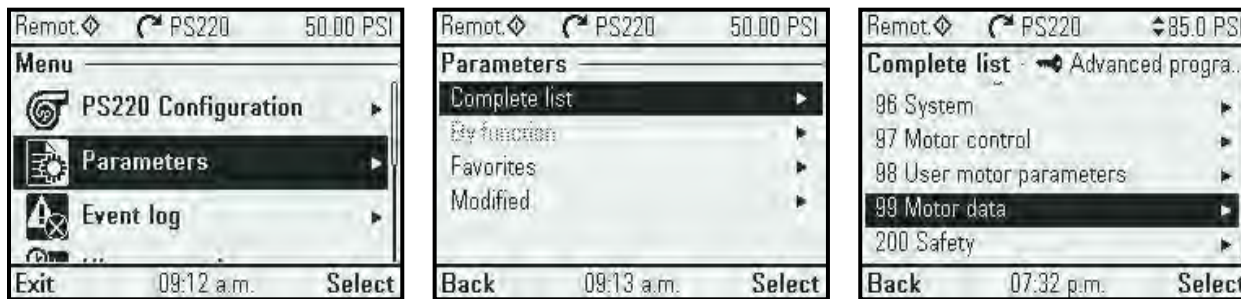 Remot. PS220 50.00 PSI
Menu
PS220 Configuration
Parameters
Event log
Exit 09:12 a.m. Select
Remot. PS220 50.00 PSI
Parameters
Complete list
By function
Favorites
Modified
Back 09:13 a.m. Select
Remot. PS220 85.0 PSI
Complete list Advanced progra..
96 System
97 Motor control
98 User motor parameters
99 Motor data
200 Safety
Back 07:32 p.m. Select